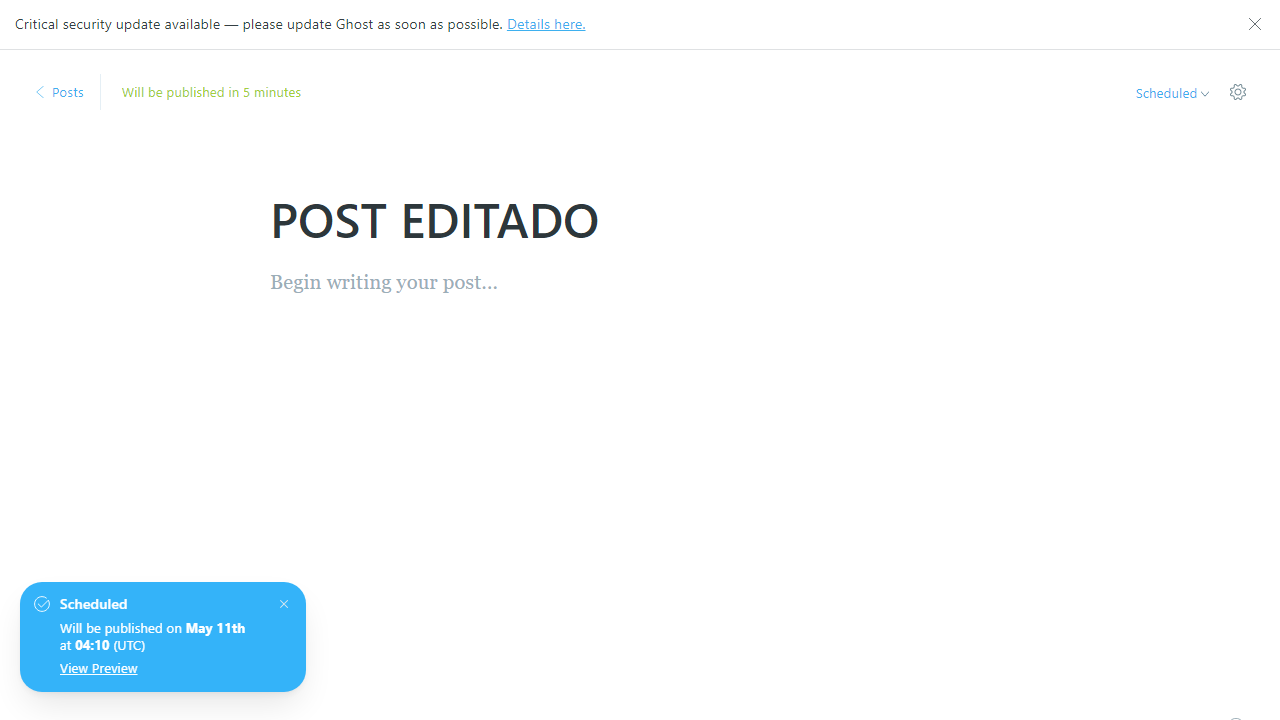 Critical security update available — please update Ghost as soon as possible. Details here.
Posts
Will be published in 5 minutes
Scheduled
POST EDITADO
Begin writing your post...
Scheduled
Will be published on May 11th
at 04:10 (UTC)
View Preview